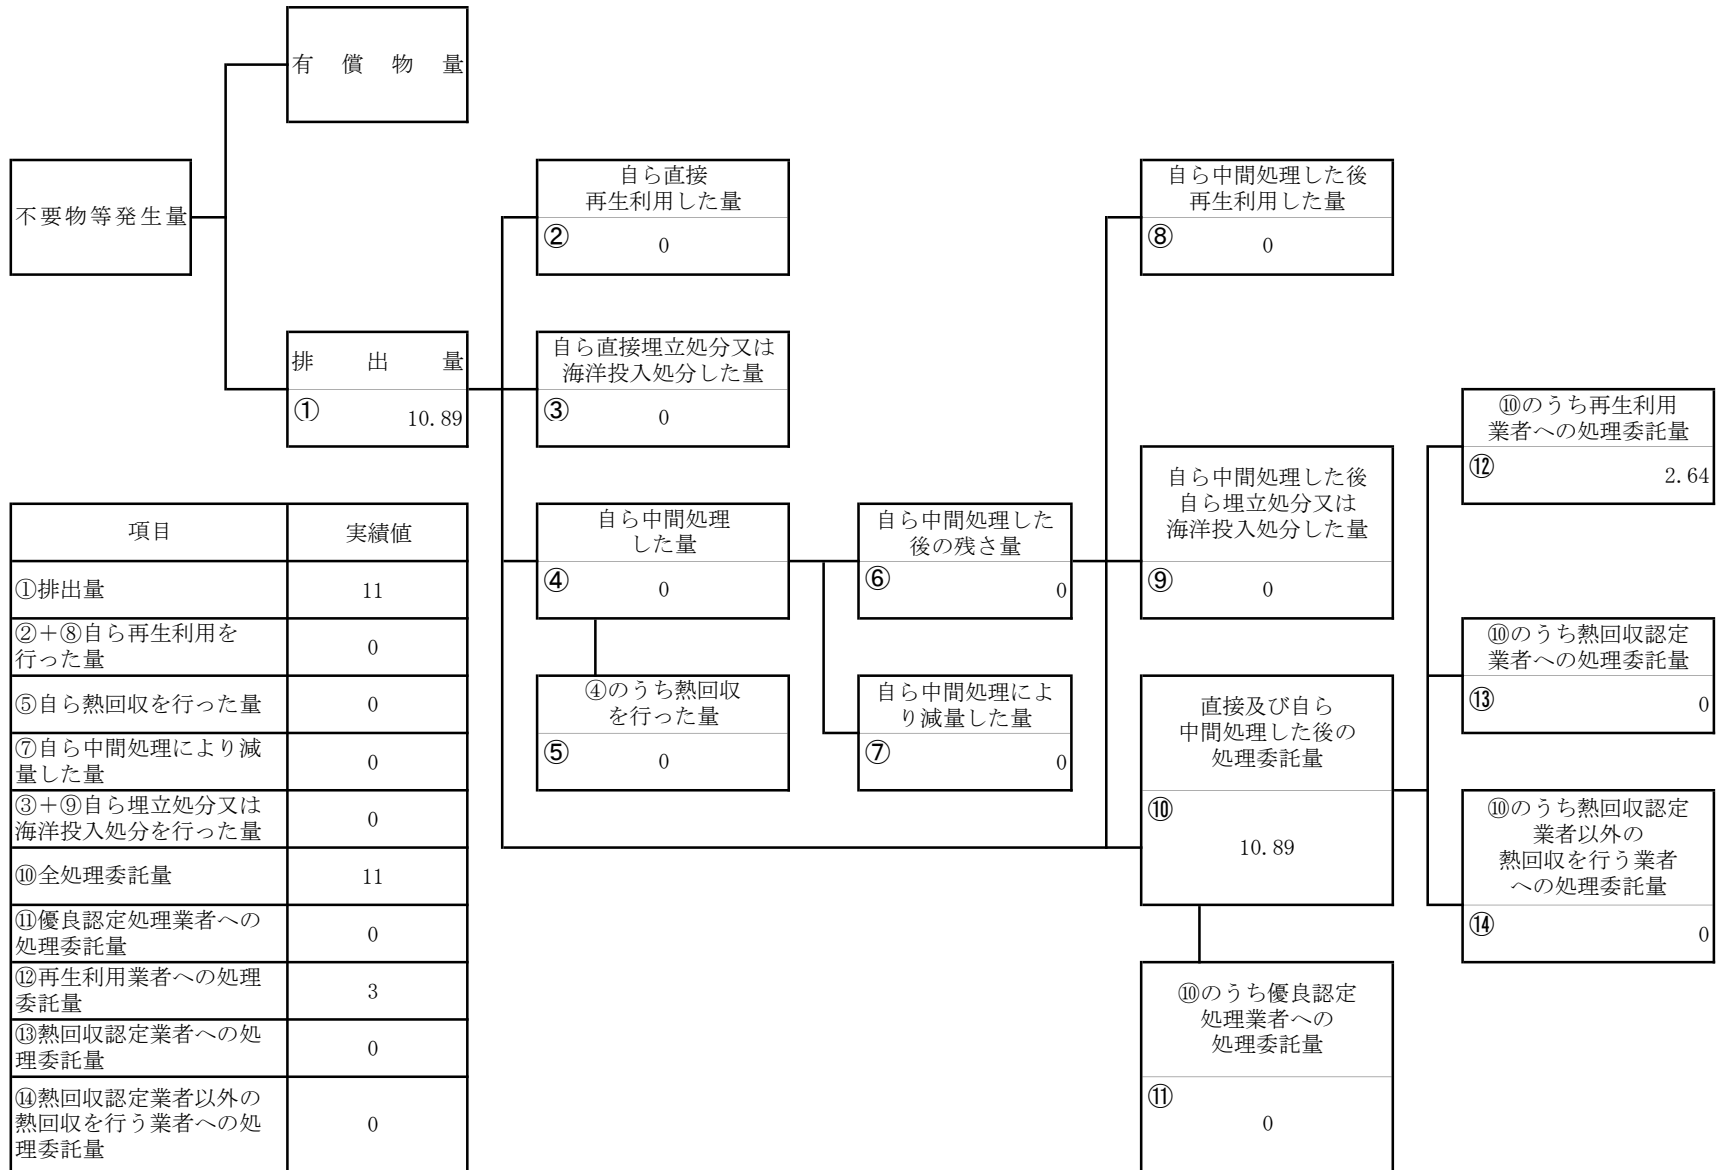 有償物量
不要物等発生量
排出量
①
10.89
自ら直接
再生利用した量
②
0
自ら直接埋立処分又は
海洋投入処分した量
③
0
自ら中間処理
した量
④
0
④のうち熱回収
を行った量
⑤
0
自ら中間処理した
後の残さ量
⑥
0
自ら中間処理によ
り減量した量
⑦
0
自ら中間処理した後
再生利用した量
⑧
0
自ら中間処理した後
自ら埋立処分又は
海洋投入処分した量
⑨
0
直接及び自ら
中間処理した後の
処理委託量
⑩
10.89
⑩のうち優良認定
処理業者への
処理委託量
⑪
0
⑩のうち再生利用
業者への処理委託量
⑫
2.64
⑩のうち熱回収認定
業者への処理委託量
⑬
0
⑩のうち熱回収認定
業者以外の
熱回収を行う業者
への処理委託量
⑭
0
項目 実績値
①排出量 11
②+⑧自ら再生利用を
行った量 0
⑤自ら熱回収を行った量 0
⑦自ら中間処理により減
量した量 0
③+⑨自ら埋立処分又は
海洋投入処分を行った量 0
⑩全処理委託量 11
⑪優良認定処理業者への
処理委託量 0
⑫再生利用業者への処理
委託量 3
⑬熱回収認定業者への処
理委託量 0
⑭熱回収認定業者以外の
熱回収を行う業者への処
理委託量 0